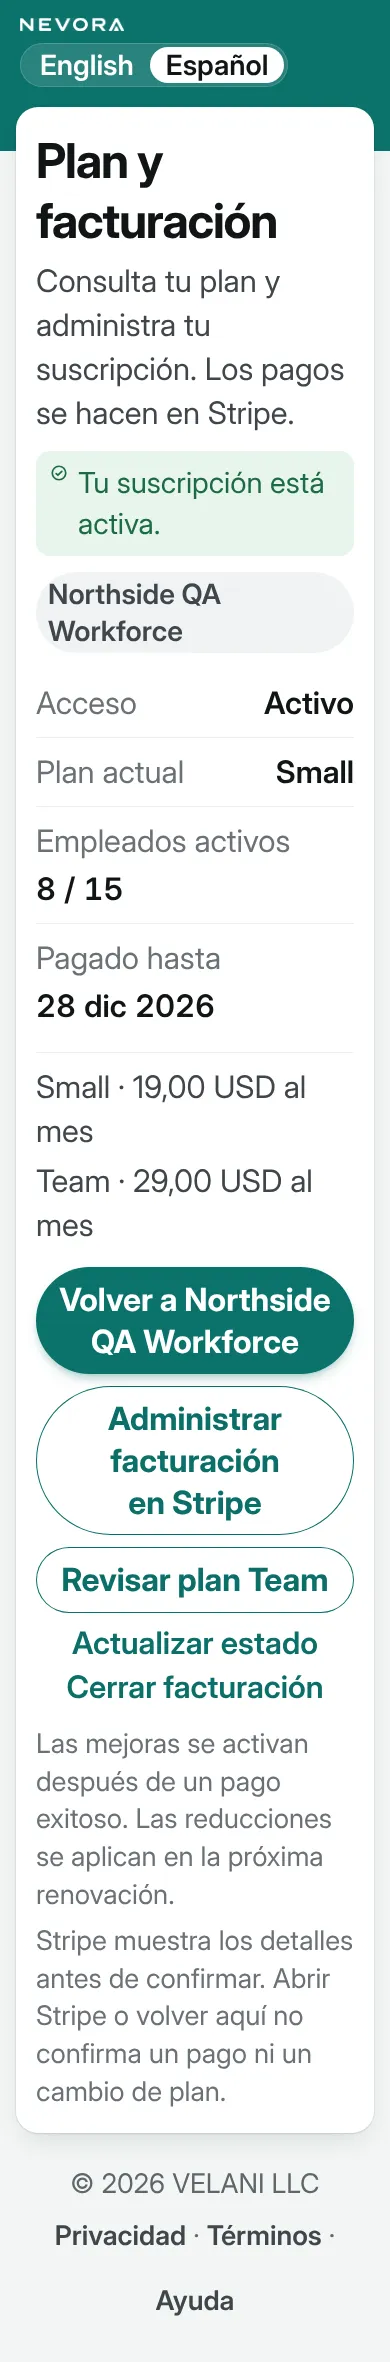 NEVORA
English Español
Plan y
facturación
Consulta tu plan y
administra tu
suscripción. Los pagos
se hacen en Stripe.
Tu suscripción está
activa.
Northside QA
Workforce
Acceso Activo
Plan actual Small
Empleados activos
8 / 15
Pagado hasta
28 dic 2026
Small · 19,00 USD al
mes
Team · 29,00 USD al
mes
Volver a Northside
QA Workforce
Administrar
facturación
en Stripe
Revisar plan Team
Actualizar estado
Cerrar facturación
Las mejoras se activan
después de un pago
exitoso. Las reducciones
se aplican en la próxima
renovación.
Stripe muestra los detalles
antes de confirmar. Abrir
Stripe o volver aquí no
confirma un pago ni un
cambio de plan.
© 2026 VELANI LLC
Privacidad · Términos ·
Ayuda